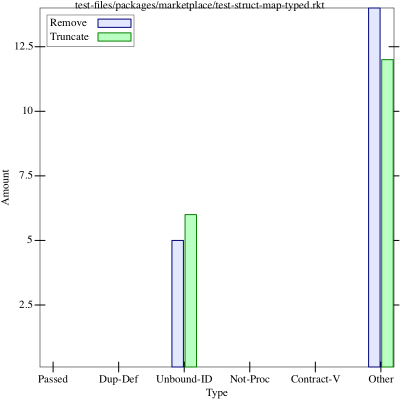 test-files/packages/marketplace/test-struct-map-typed.rkt
Remove
Truncate
12.5
10
7.5
5
2.5
Amount
Passed Dup-Def Unbound-ID Not-Proc Contract-V Other
Type